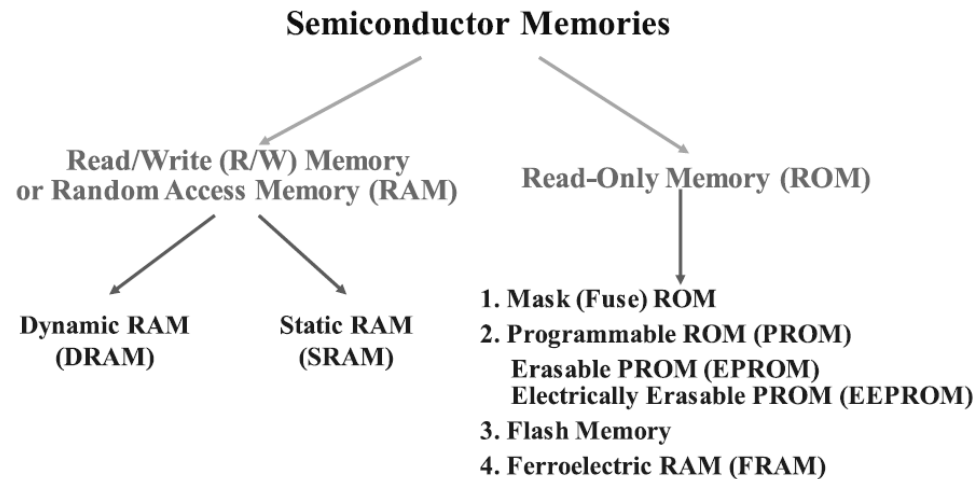 Semiconductor Memories
Read/Write (R/W) Memory
or Random Access Memory (RAM)
Read-Only Memory (ROM)
Dynamic RAM
(DRAM)
Static RAM
(SRAM)
1. Mask (Fuse) ROM
2. Programmable ROM (PROM)
Erasable PROM (EPROM)
Electrically Erasable PROM (EEPROM)
3. Flash Memory
4. Ferroelectric RAM (FRAM)